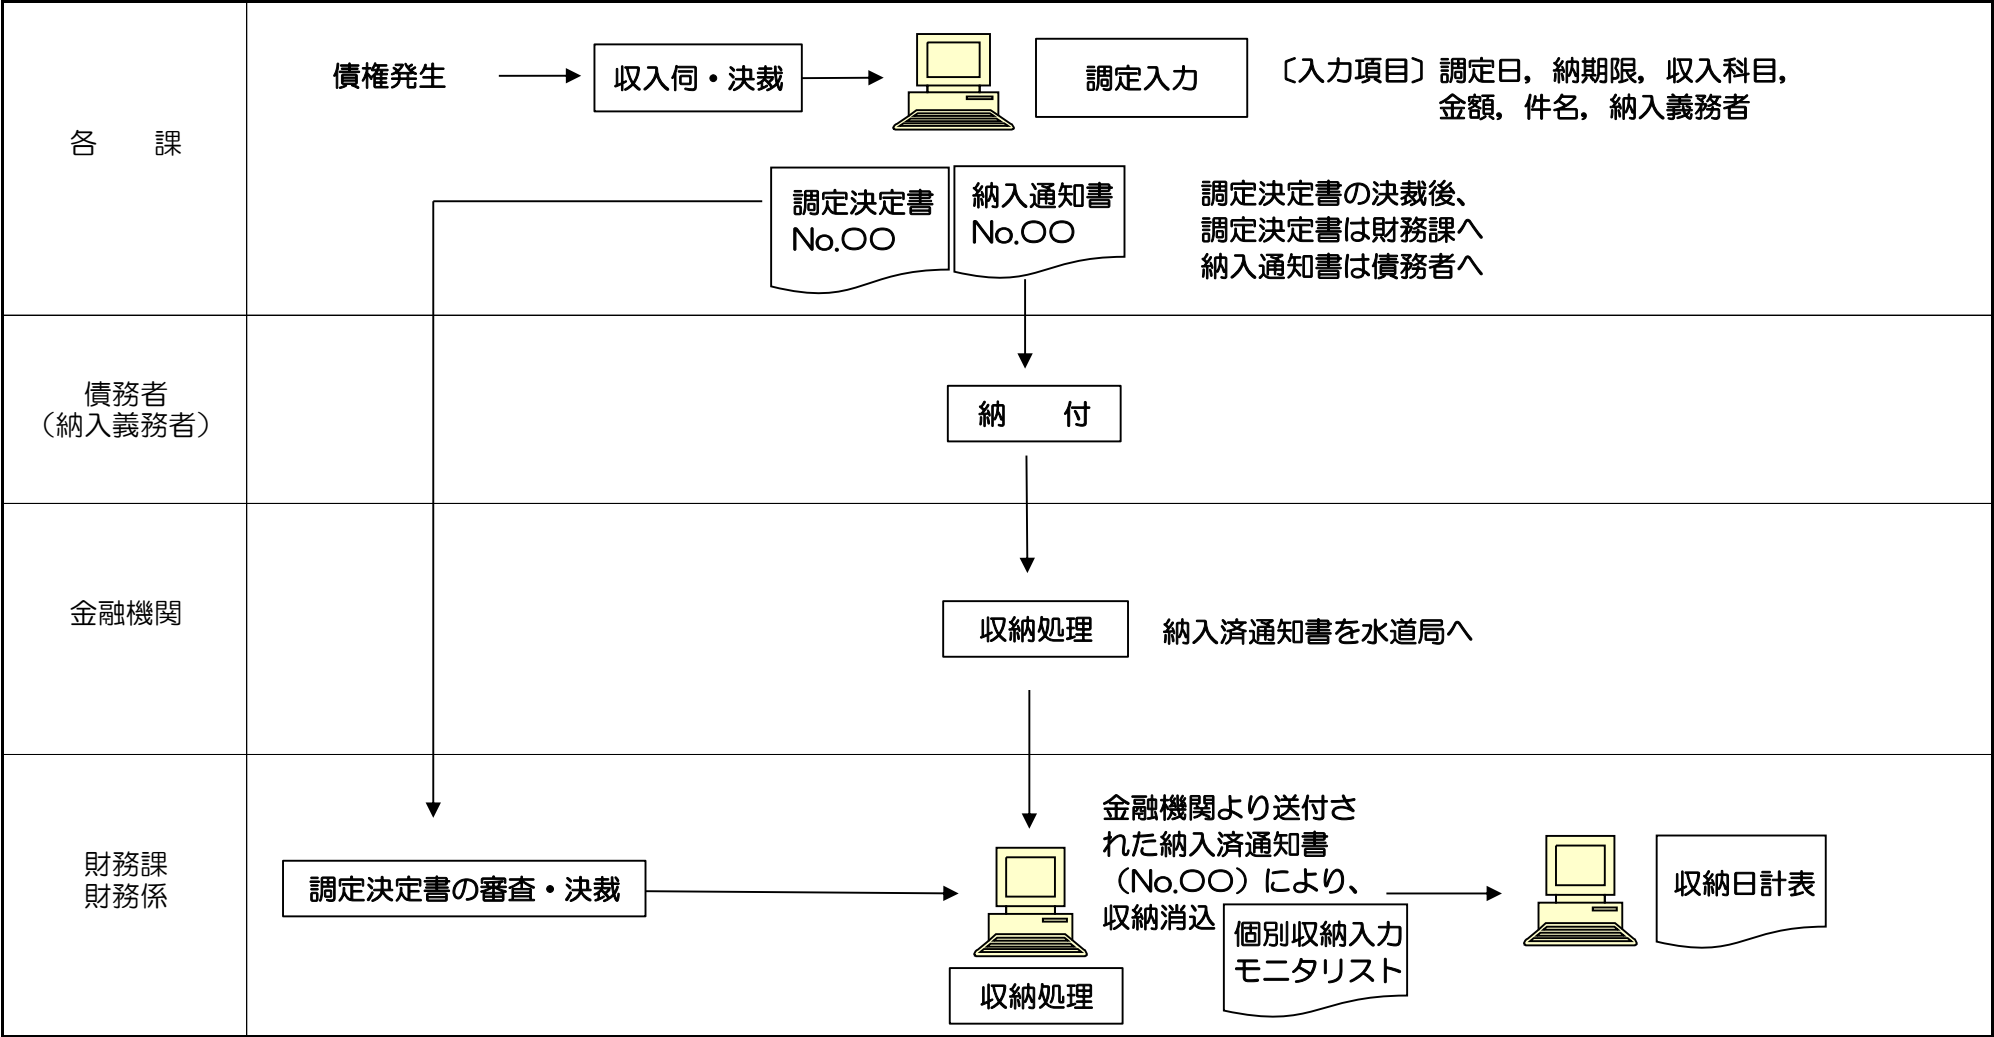 各　　課
債権発生
収入伺・決裁
調定入力
〔入力項目〕調定日，納期限，収入科目，
金額，件名，納入義務者
調定決定書
No.〇〇
納入通知書
No.〇〇
調定決定書の決裁後、
調定決定書は財務課へ
納入通知書は債務者へ
債務者
（納入義務者）
納　　付
金融機関
収納処理
納入済通知書を水道局へ
財務課
財務係
調定決定書の審査・決裁
収納処理
金融機関より送付さ
れた納入済通知書
（No.〇〇）により、
収納消込
個別収納入力
モニタリスト
収納日計表